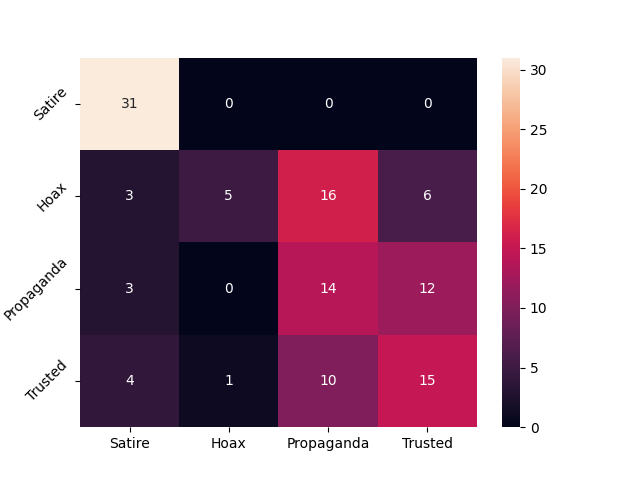 Satire 31 0 0 0
Hoax 3 5 16 6
Propaganda 3 0 14 12
Trusted 4 1 10 15
Satire Hoax Propaganda Trusted
30
25
20
15
10
5
0